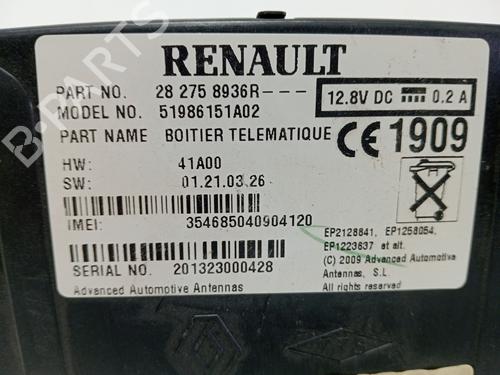 RENAULT
PART NO. 28 275 8936R---
12.8V DC 0.2 A
MODEL NO. 51986151A02
PART NAME BOITIER TELEMATIQUE
CE 1909
HW: 41A00
SW: 01.21.03.26
IMEI: 354685040904120
EP2128841, EP1258054,
EP1223637 et alt.
(C) 2009 Advanced Automotive
Antennas, S.L
All rights reserved.
SERIAL NO. 201323000428
Advanced Automotive Antennas
B-PARTS